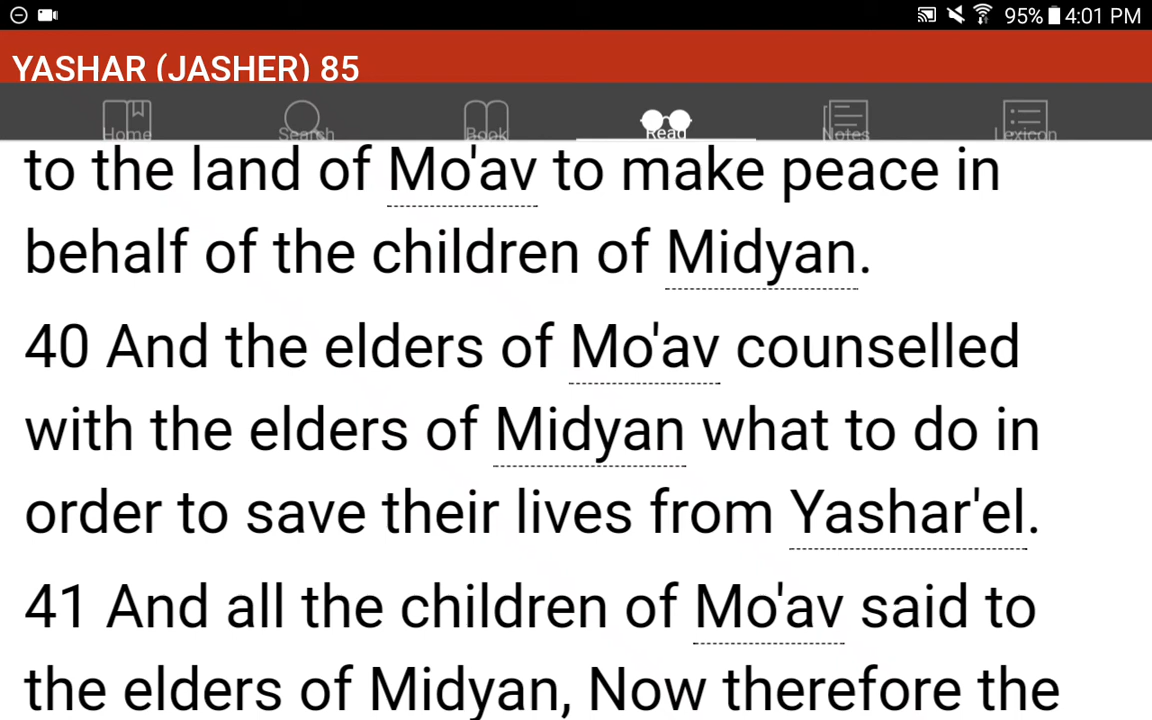 95% 4:01 PM
YASHAR (JASHER) 85
Home Search Book Read Notes Lexicon
to the land of Mo'av to make peace in
behalf of the children of Midyan.
40 And the elders of Mo'av counselled
with the elders of Midyan what to do in
order to save their lives from Yashar'el.
41 And all the children of Mo'av said to
the elders of Midyan, Now therefore the